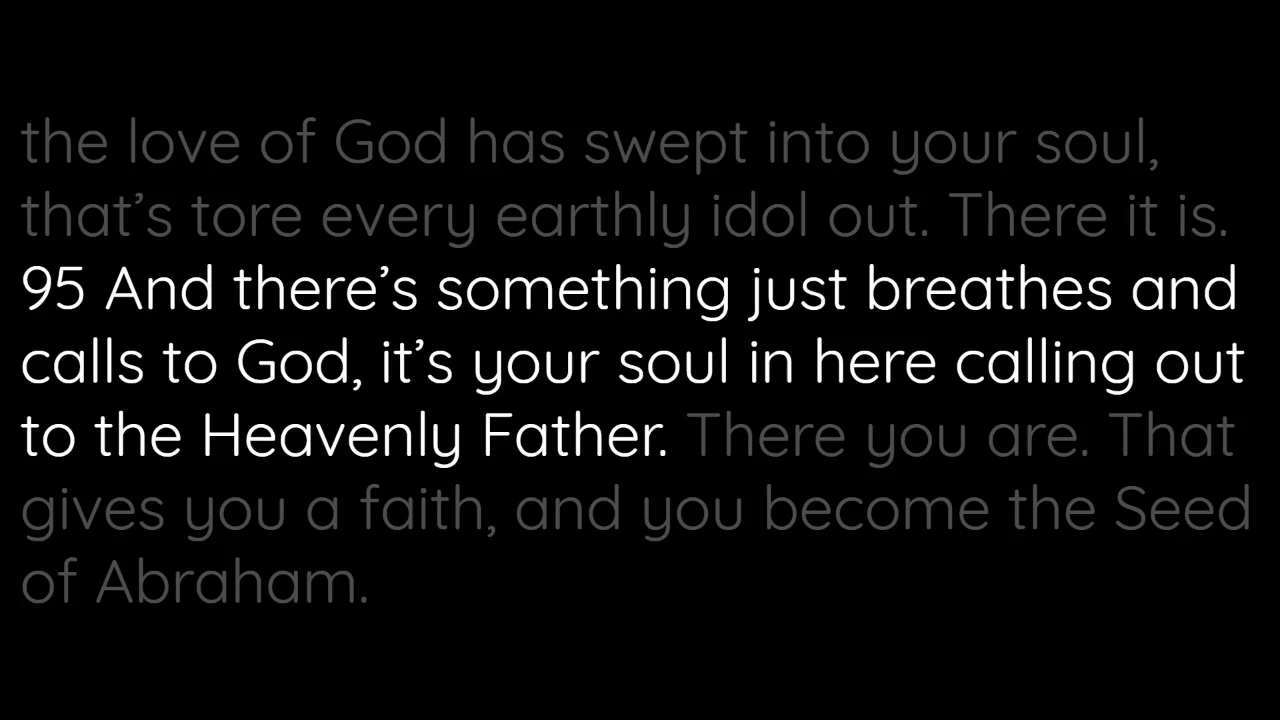 the love of God has swept into your soul,
that’s tore every earthly idol out. There it is.
95 And there’s something just breathes and
calls to God, it’s your soul in here calling out
to the Heavenly Father. There you are. That
gives you a faith, and you become the Seed
of Abraham.